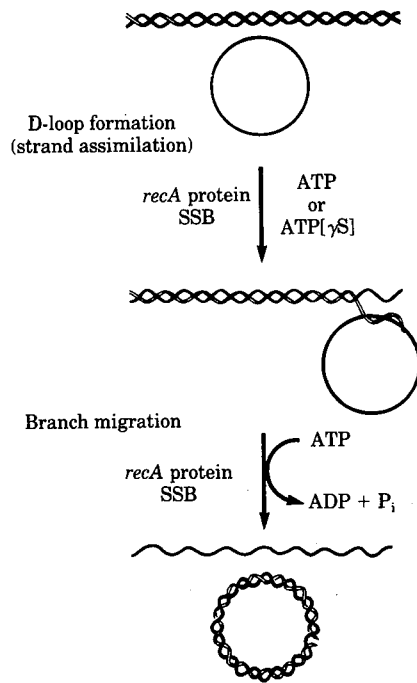 D-loop formation
(strand assimilation)
recA protein
SSB
ATP
or
ATP[γS]
Branch migration
recA protein
SSB
ATP
ADP + Pi